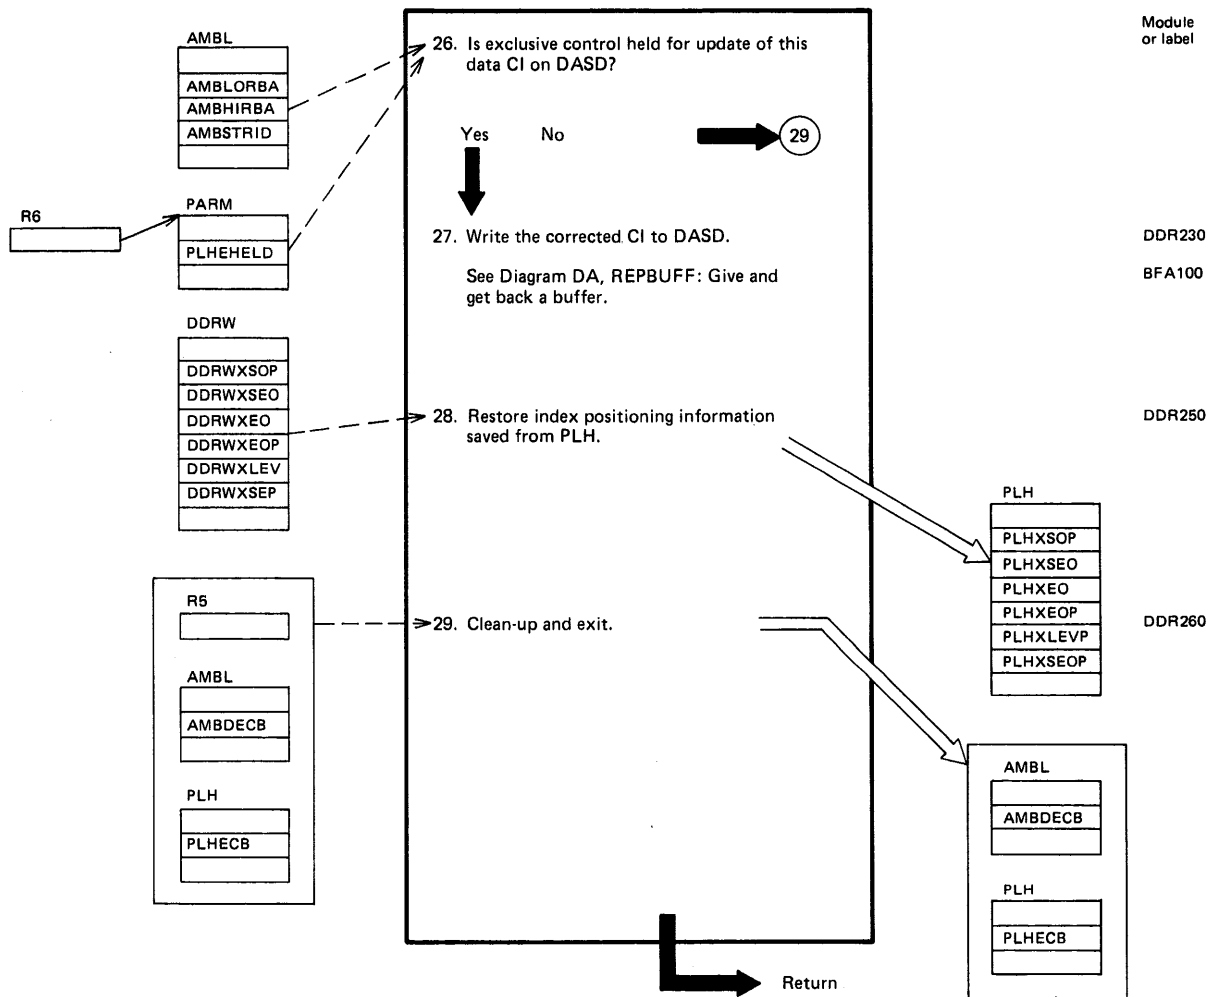 Module
or label
AMBL
AMBLORBA
AMBHIRBA
AMBSTRID
26. Is exclusive control held for update of this
data CI on DASD?
Yes No
29
R6
PARM
PLHEHELD
27. Write the corrected CI to DASD.
DDR230
See Diagram DA, REPBUFF: Give and
get back a buffer.
BFA100
DDRW
DDRWXSOP
DDRWXSEO
DDRWXEO
DDRWXEOP
DDRWXLEV
DDRWXSEP
28. Restore index positioning information
saved from PLH.
DDR250
PLH
PLHXSOP
PLHXSEO
PLHXEO
PLHXEOP
PLHXLEVP
PLHXSEOP
R5
29. Clean-up and exit.
DDR260
AMBL
AMBDECB
PLH
PLHECB
AMBL
AMBDECB
PLH
PLHECB
Return